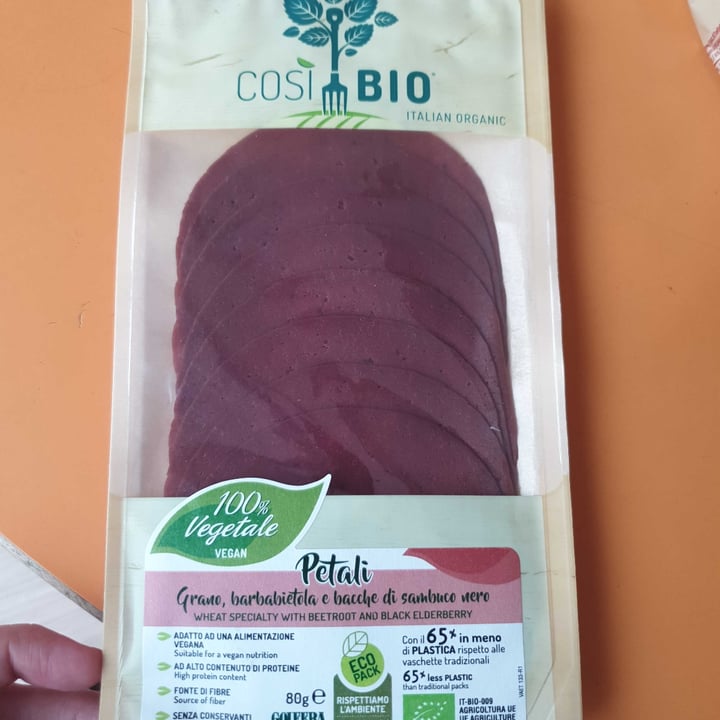 COSÌ BIO
ITALIAN ORGANIC
100%
Vegetale
VEGAN
Petali
Grano, barbabietola e bacche di sambuco nero
WHEAT SPECIALTY WITH BEETROOT AND BLACK ELDERBERRY
ADATTO AD UNA ALIMENTAZIONE
VEGANA
Suitable for a vegan nutrition
AD ALTO CONTENUTO DI PROTEINE
High protein content
FONTE DI FIBRE
Source of fiber
SENZA CONSERVANTI
80g e
GOLFERA
ECO
PACK
RISPETTIAMO
L'AMBIENTE
Con il 65% in meno
di PLASTICA rispetto alle
vaschette tradizionali
65% less PLASTIC
than traditional packs
IT-BIO-009
AGRICOLTURA UE
UE AGRICULTURE